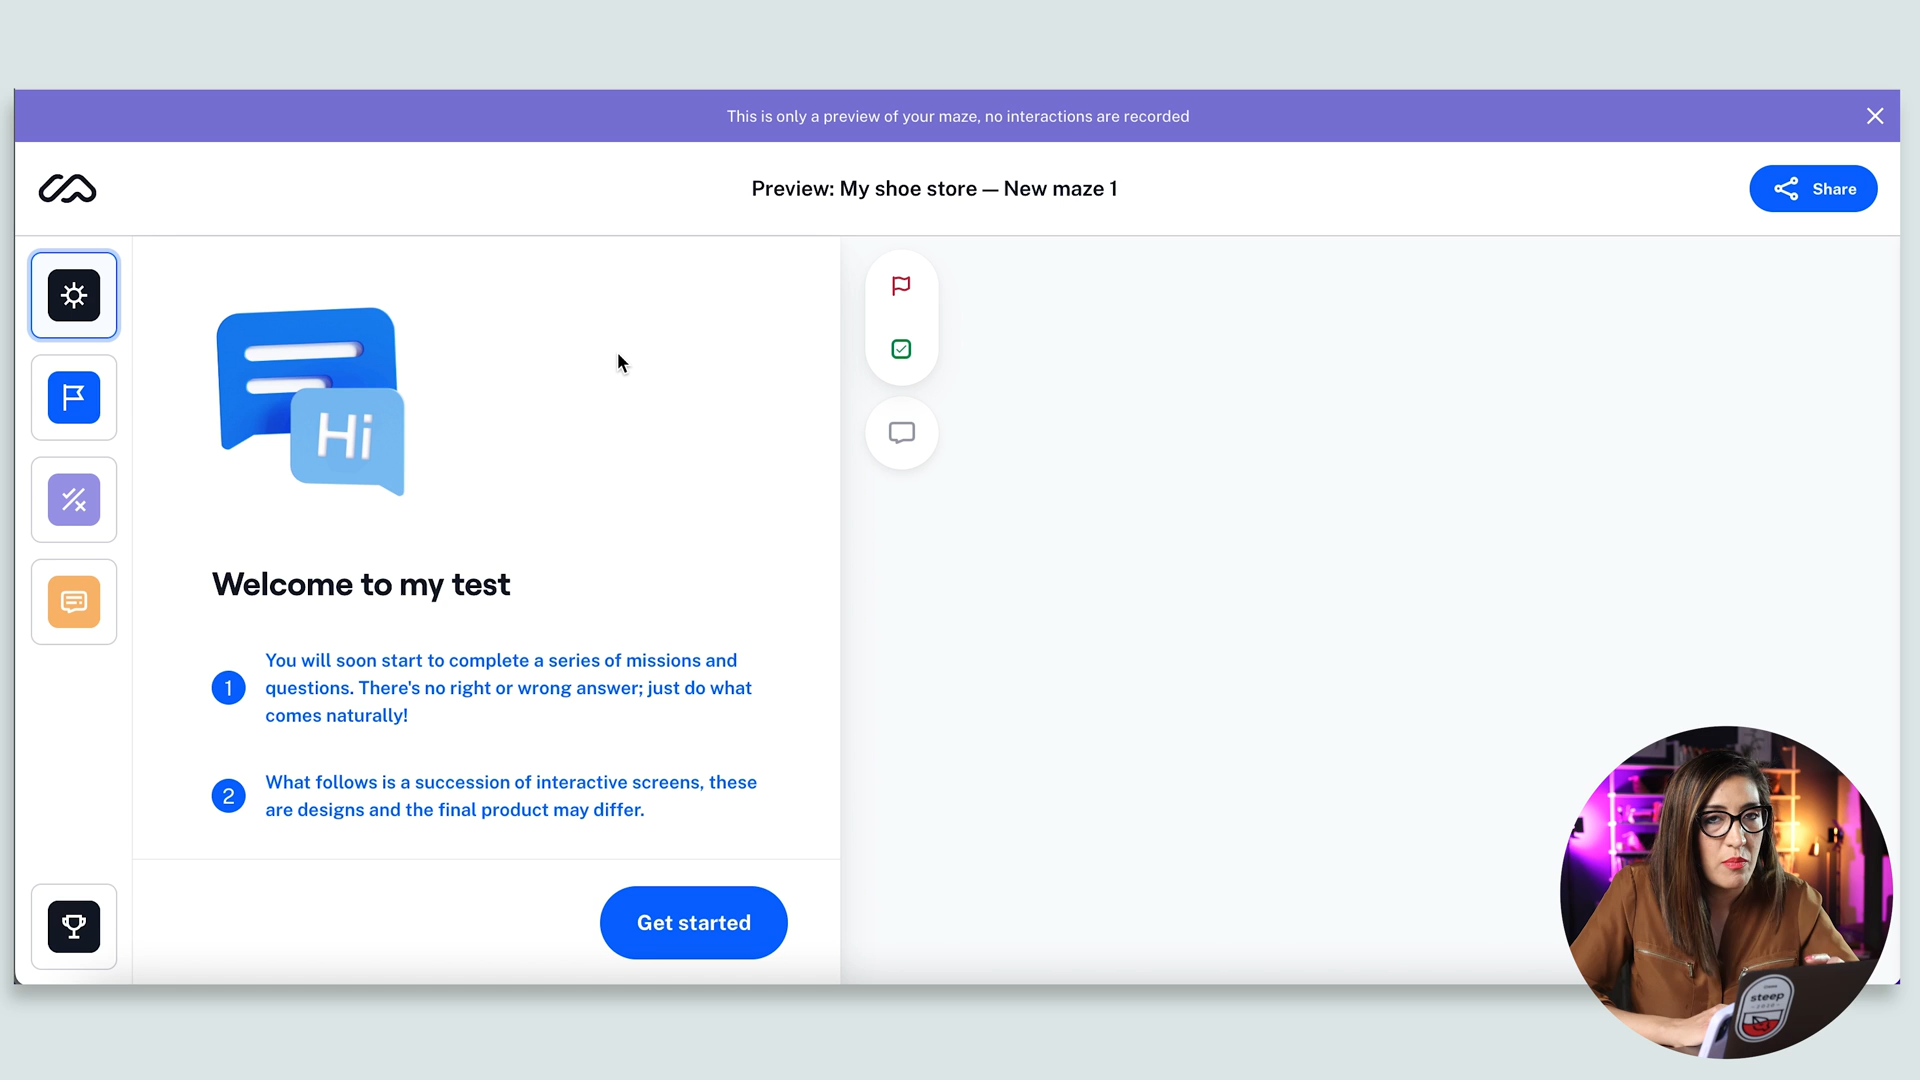 This is only a preview of your maze, no interactions are recorded
Preview: My shoe store — New maze 1
Share
Hi
Welcome to my test
1
You will soon start to complete a series of missions and
questions. There's no right or wrong answer; just do what
comes naturally!
2
What follows is a succession of interactive screens, these
are designs and the final product may differ.
Get started
steep